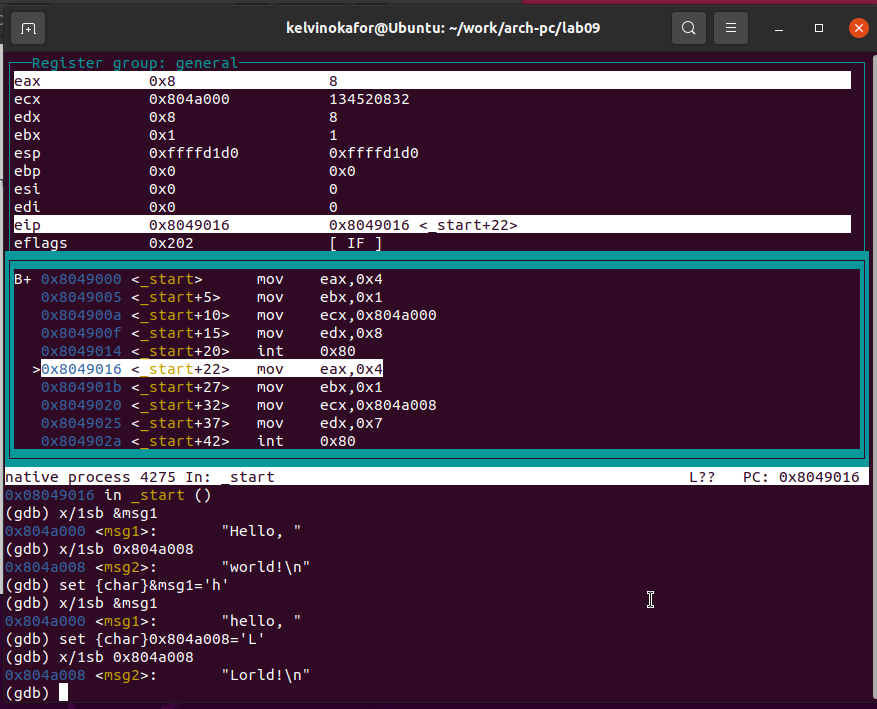 kelvinokafor@Ubuntu: ~/work/arch-pc/lab09
Register group: general
eax 0x8 8
ecx 0x804a000 134520832
edx 0x8 8
ebx 0x1 1
esp 0xffffd1d0 0xffffd1d0
ebp 0x0 0x0
esi 0x0 0
edi 0x0 0
eip 0x8049016 0x8049016 <_start+22>
eflags 0x202 [ IF ]
B+ 0x8049000 <_start> mov eax,0x4
0x8049005 <_start+5> mov ebx,0x1
0x804900a <_start+10> mov ecx,0x804a000
0x804900f <_start+15> mov edx,0x8
0x8049014 <_start+20> int 0x80
>0x8049016 <_start+22> mov eax,0x4
0x804901b <_start+27> mov ebx,0x1
0x8049020 <_start+32> mov ecx,0x804a008
0x8049025 <_start+37> mov edx,0x7
0x804902a <_start+42> int 0x80
native process 4275 In: _start L?? PC: 0x8049016
0x08049016 in _start ()
(gdb) x/1sb &msg1
0x804a000 <msg1>: "Hello, "
(gdb) x/1sb 0x804a008
0x804a008 <msg2>: "world!\n"
(gdb) set {char}&msg1='h'
(gdb) x/1sb &msg1
0x804a000 <msg1>: "hello, "
(gdb) set {char}0x804a008='L'
(gdb) x/1sb 0x804a008
0x804a008 <msg2>: "Lorld!\n"
(gdb)